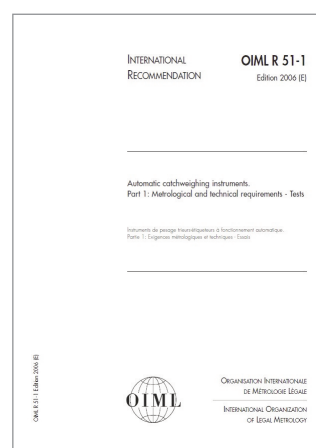 INTERNATIONAL
RECOMMENDATION
OIML R 51-1
Edition 2006 (E)
Automatic catchweighing instruments.
Part 1: Metrological and technical requirements - Tests
Instruments de pesage trieurs-étiqueteurs à fonctionnement automatique.
Partie 1: Exigences métrologiques et techniques - Essais
OIML R 51-1 Edition 2006 (E)
OIML
ORGANISATION INTERNATIONALE
DE MÉTROLOGIE LÉGALE
INTERNATIONAL ORGANIZATION
OF LEGAL METROLOGY